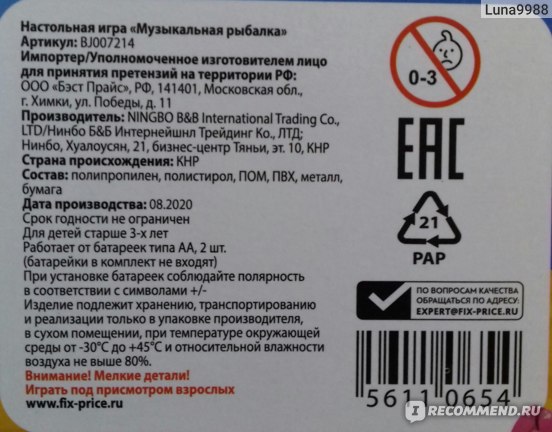 Luna9988
Настольная игра «Музыкальная рыбалка»
Артикул: BJ007214
Импортер/Уполномоченное изготовителем лицо
для принятия претензий на территории РФ:
ООО «Бэст Прайс», РФ, 141401, Московская обл.,
г. Химки, ул. Победы, д. 11
Производитель: NINGBO B&B International Trading Co.,
LTD/Нинбо Б&Б Интернейшнл Трейдинг Ко., ЛТД;
Нинбо, Хуалоусян, 21, бизнес-центр Тяньи, эт. 10, КНР
Страна происхождения: КНР
Состав: полипропилен, полистирол, ПОМ, ПВХ, металл,
бумага
Дата производства: 08.2020
Срок годности не ограничен
Для детей старше 3-х лет
Работает от батареек типа АА, 2 шт.
(батарейки в комплект не входят)
При установке батареек соблюдайте полярность
в соответствии с символами +/-
Изделие подлежит хранению, транспортированию
и реализации только в упаковке производителя,
в сухом помещении, при температуре окружающей
среды от -30°С до +45°С и относительной влажности
воздуха не выше 80%.
Внимание! Мелкие детали!
Играть под присмотром взрослых
www.fix-price.ru
0-3
EAC
21
PAP
ПО ВОПРОСАМ КАЧЕСТВА
ОБРАЩАТЬСЯ ПО АДРЕСУ:
EXPERT@FIX-PRICE.RU
5611 0654
IRECOMMEND.RU